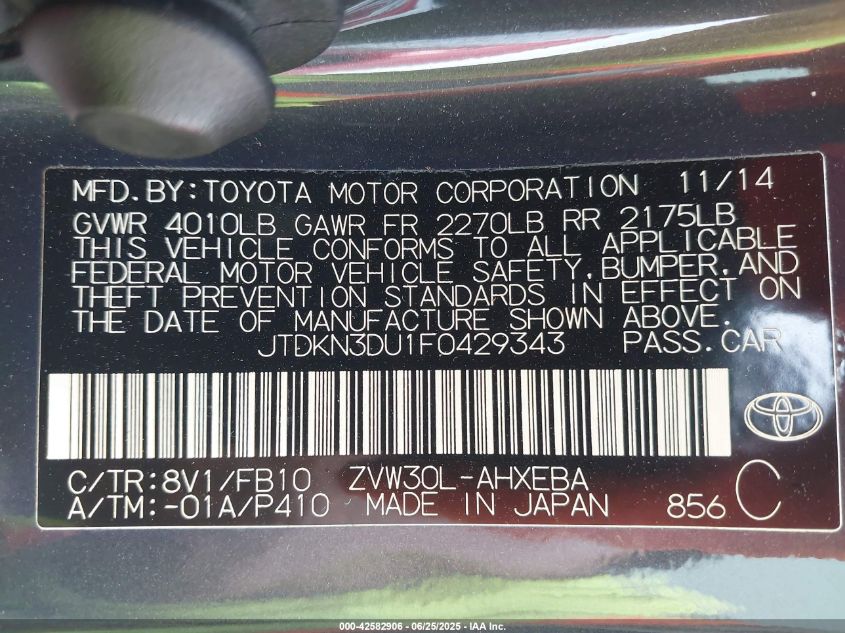 MFD. BY: TOYOTA MOTOR CORPORATION 11/14
GVWR 4010LB GAWR FR 2270LB RR 2175LB
THIS VEHICLE CONFORMS TO ALL APPLICABLE
FEDERAL MOTOR VEHICLE SAFETY, BUMPER, AND
THEFT PREVENTION STANDARDS IN EFFECT ON
THE DATE OF MANUFACTURE SHOWN ABOVE.
JTDKN3DU1F0429343 PASS. CAR
C/TR: 8V1/FB10 ZVW30L-AHXEBA
A/TM: -01A/P410 MADE IN JAPAN 856 C
000-42582906 - 06/25/2025 - IAA Inc.